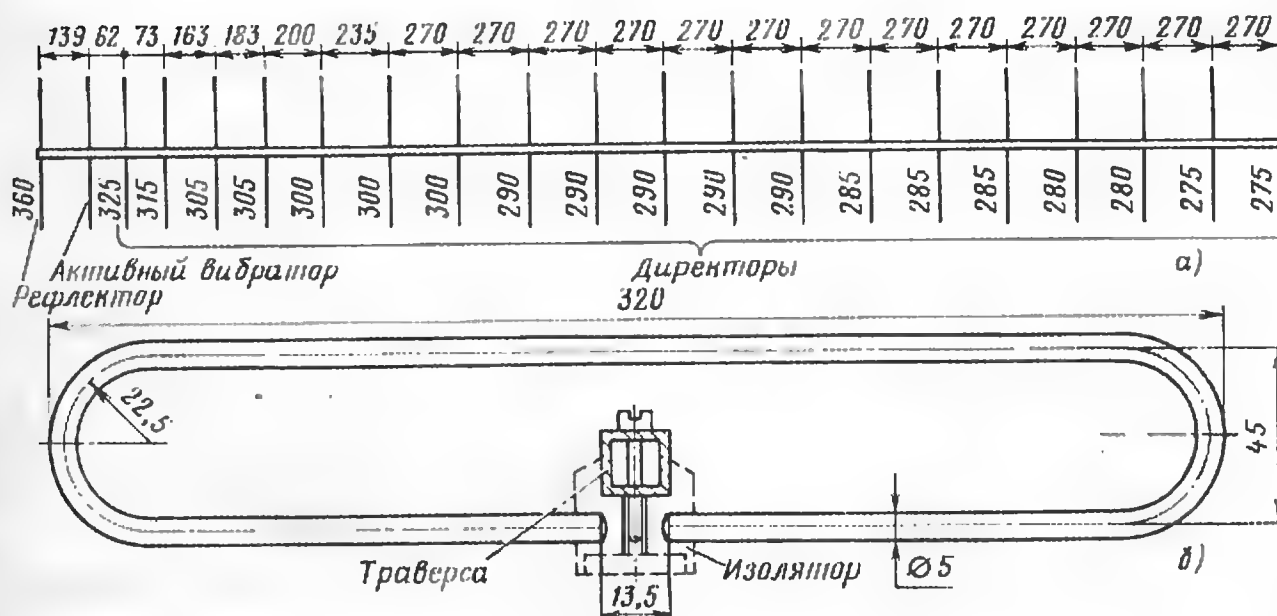 139 62 73 163 183 200 235 270 270 270 270 270 270 270 270 270 270 270 270 270
360 325 315 305 305 300 300 300 290 290 290 290 290 285 285 285 280 280 275 275
Активный вибратор Директоры а)
Рефлектор
320
22,5
45
Траверса Изолятор Ø 5 б)
13,5